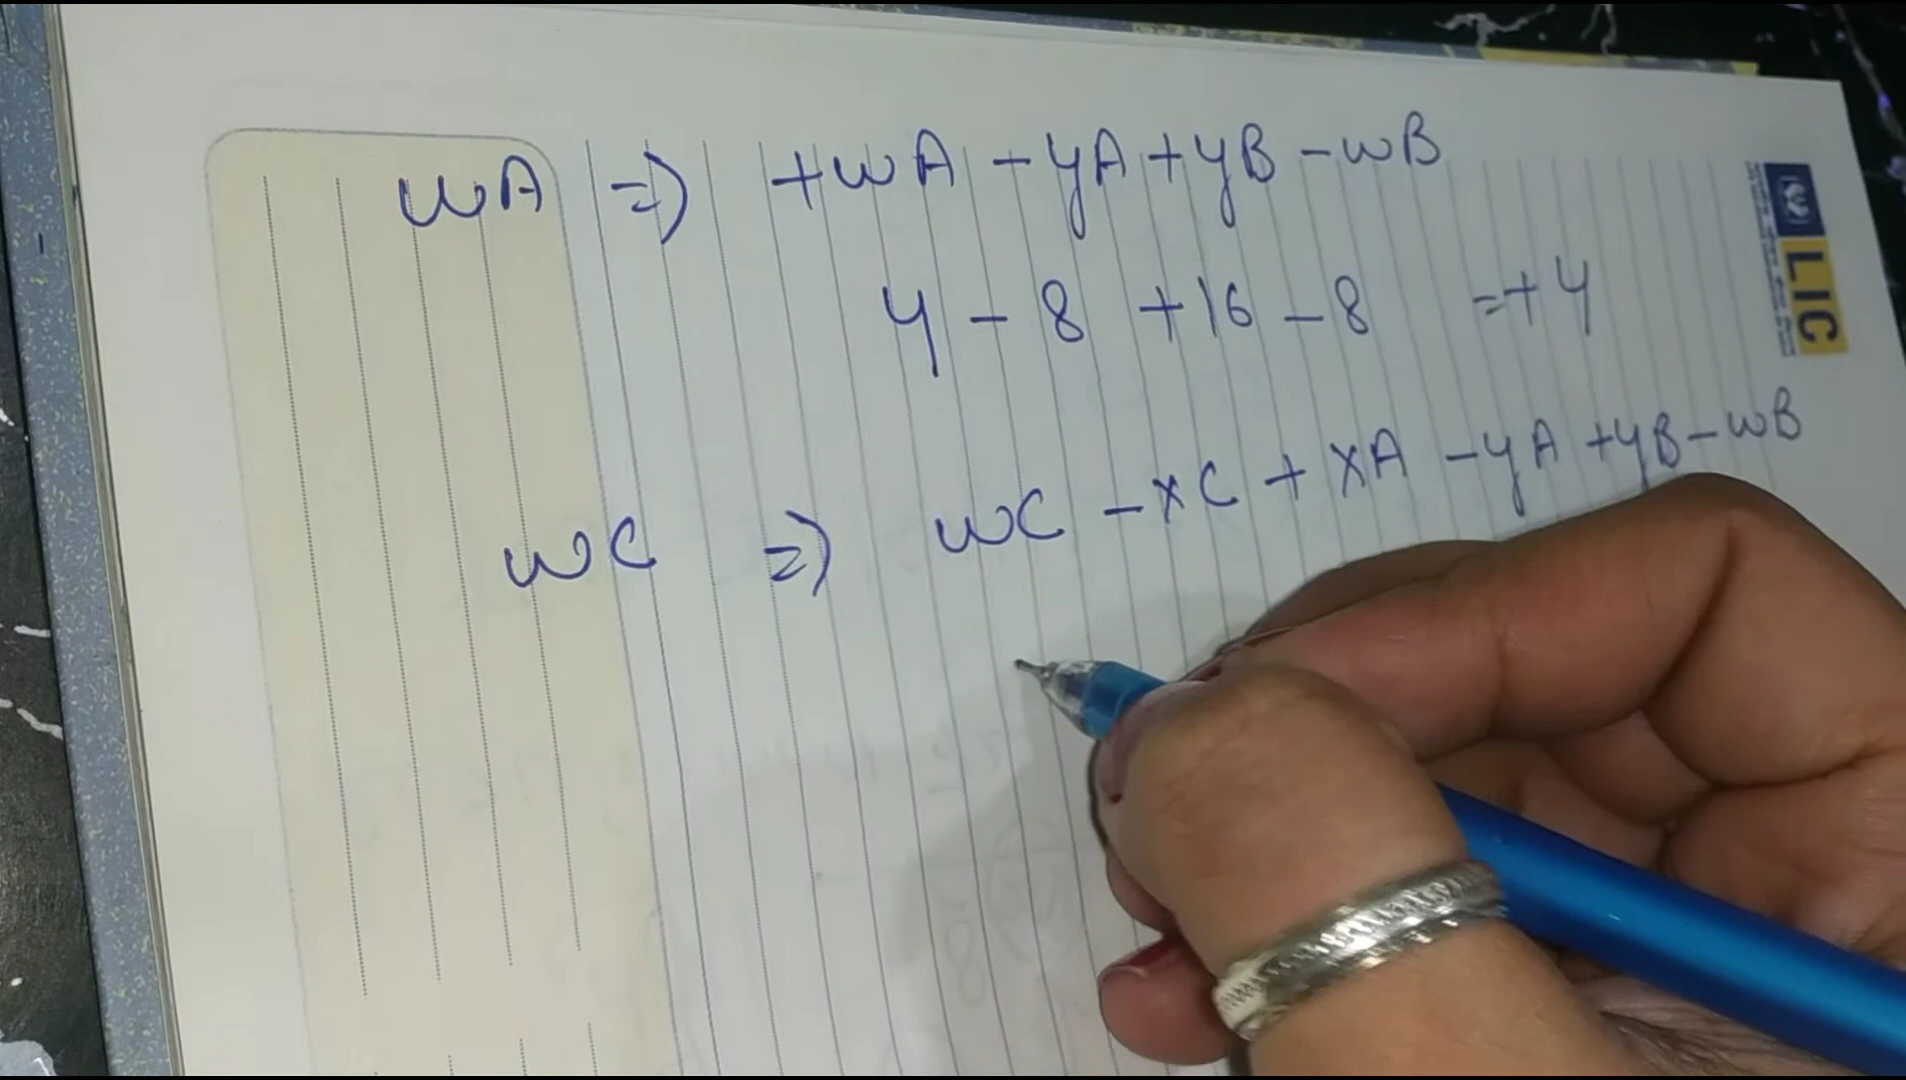 wA => +wA - yA + yB - wB
4 - 8 + 16 - 8 = + 4
wC => wC - xC + xA - yA + yB - wB
LIC